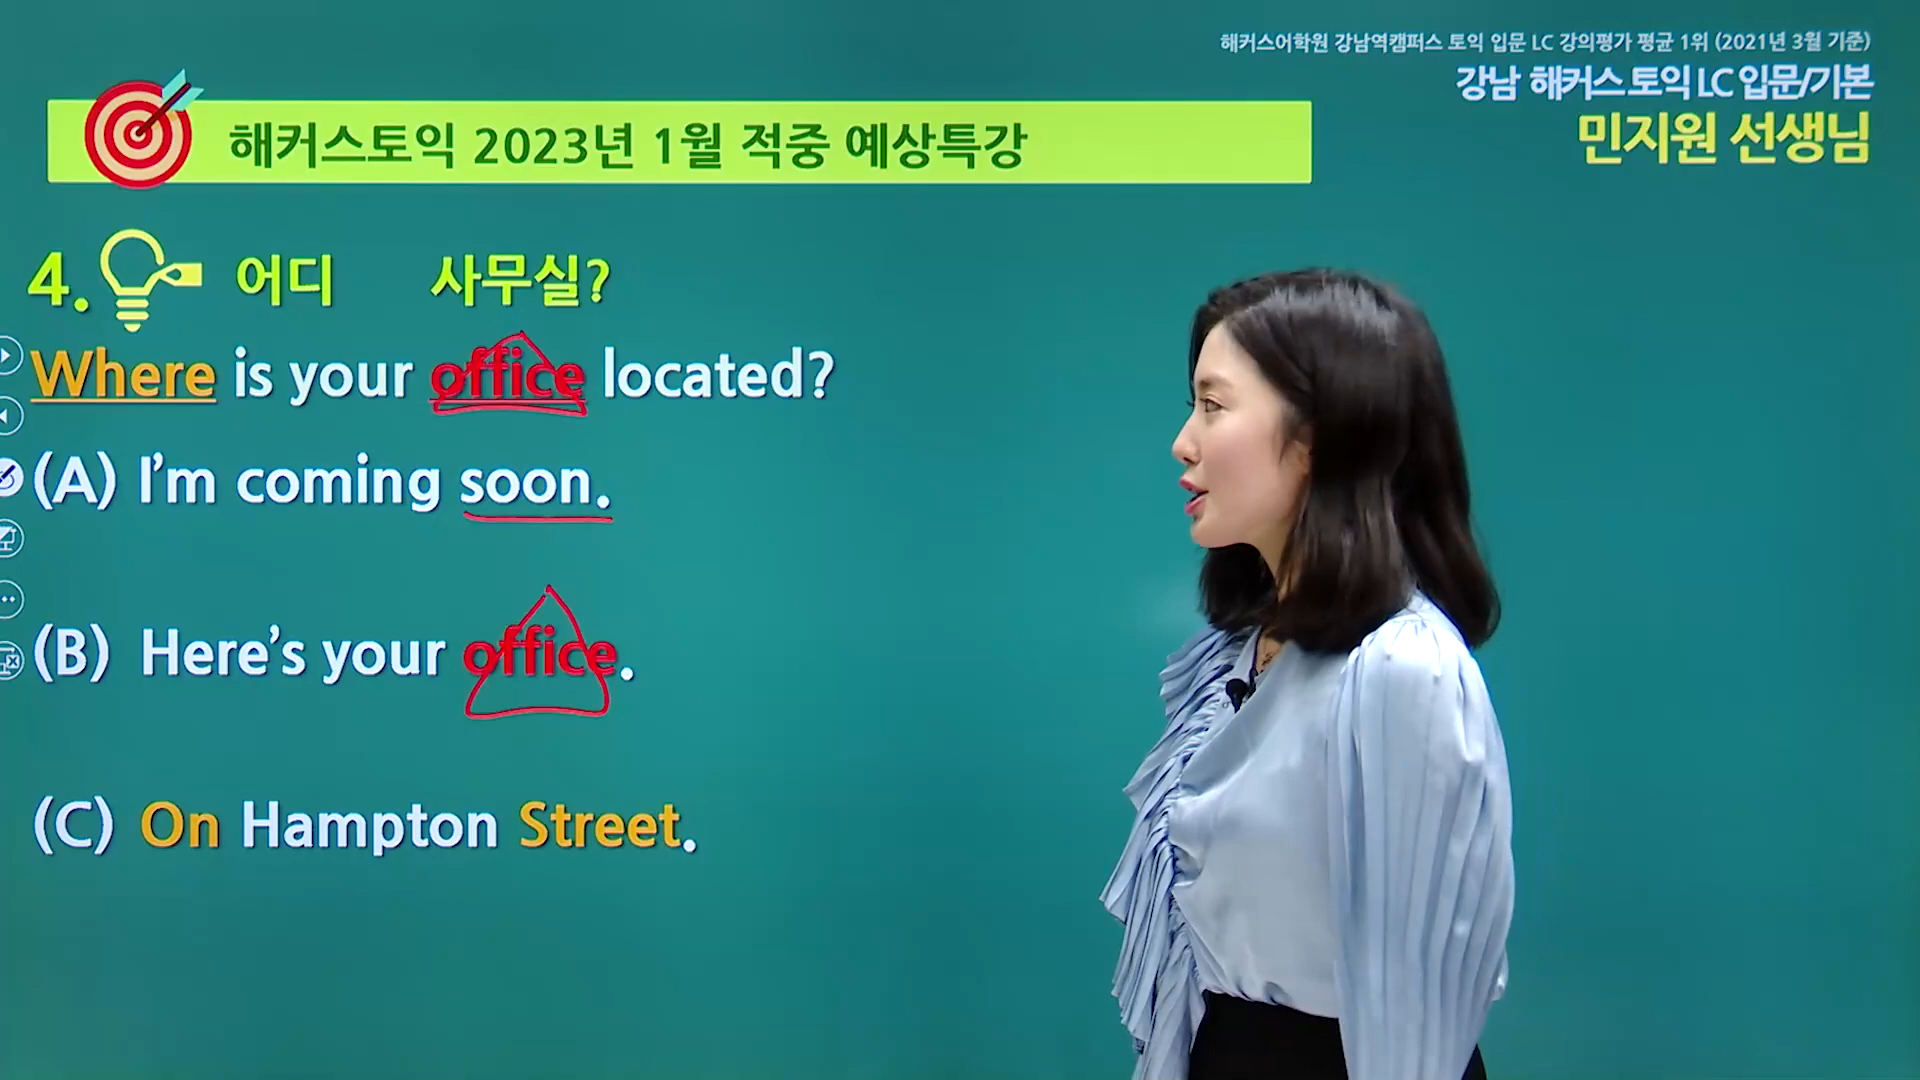 해커스어학원 강남역캠퍼스 토익 입문 LC 강의평가 평균 1위 (2021년 3월 기준)
강남 해커스 토익 LC 입문/기본
민지원 선생님
해커스토익 2023년 1월 적중 예상특강
4. 어디 사무실?
Where is your office located?
(A) I'm coming soon.
(B) Here's your office.
(C) On Hampton Street.